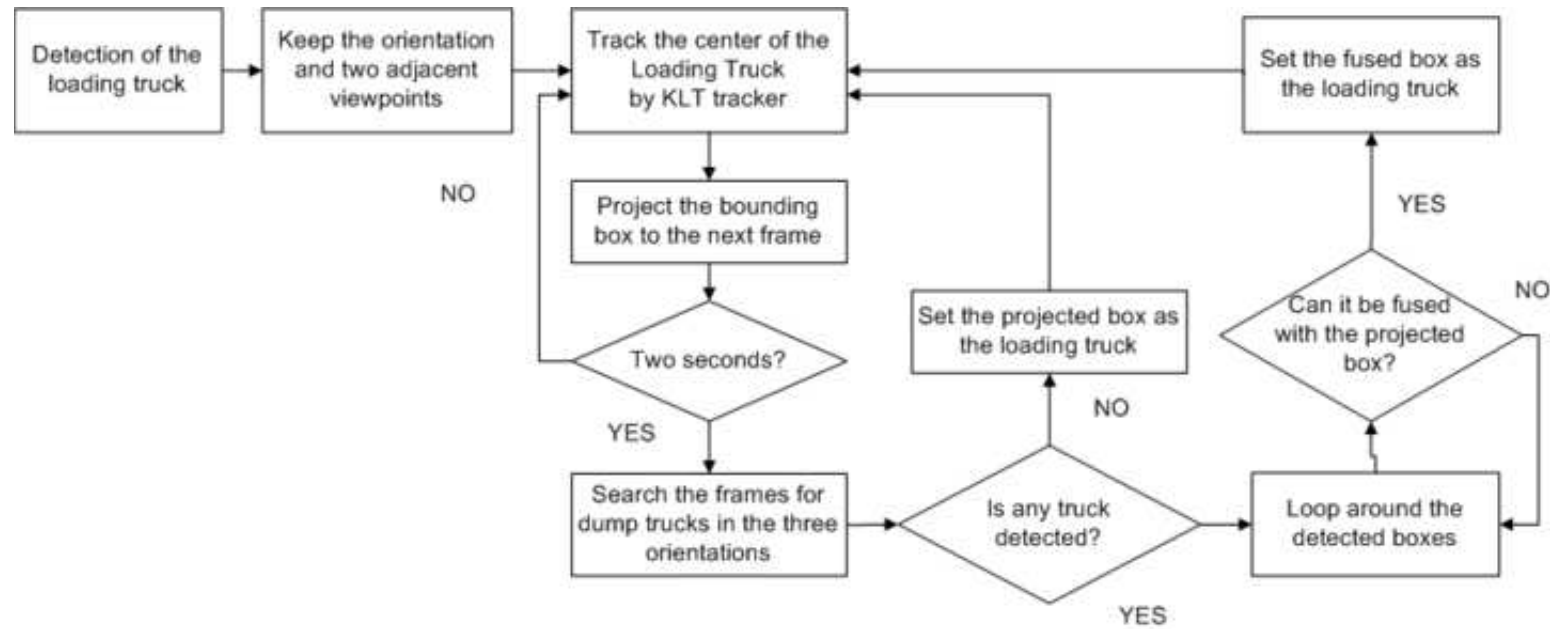 Detection of the
loading truck
Keep the orientation
and two adjacent
viewpoints
Track the center of the
Loading Truck
by KLT tracker
Set the fused box as
the loading truck
NO
Project the bounding
box to the next frame
YES
Set the projected box as
the loading truck
Can it be fused
with the projected
box?
NO
Two seconds?
NO
YES
Search the frames for
dump trucks in the three
orientations
Is any truck
detected?
Loop around the
detected boxes
YES